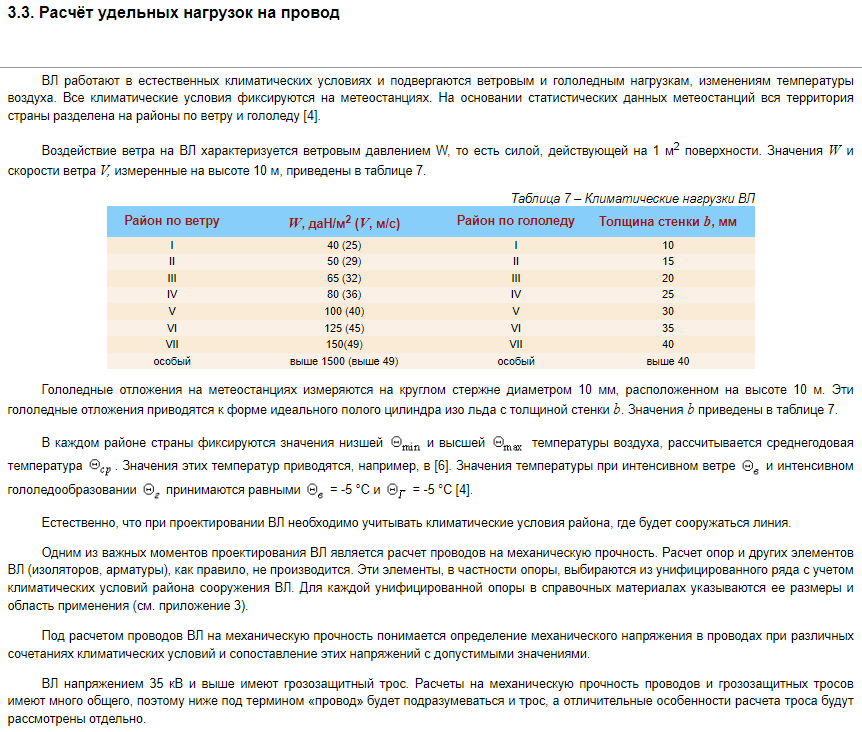 3.3. Расчёт удельных нагрузок на провод
ВЛ работают в естественных климатических условиях и подвергаются ветровым и гололедным нагрузкам, изменениям температуры
воздуха. Все климатические условия фиксируются на метеостанциях. На основании статистических данных метеостанций вся территория
страны разделена на районы по ветру и гололеду [4].
Воздействие ветра на ВЛ характеризуется ветровым давлением W, то есть силой, действующей на 1 м² поверхности. Значения W и
скорости ветра V, измеренные на высоте 10 м, приведены в таблице 7.
Таблица 7 – Климатические нагрузки ВЛ
Район по ветру W, даН/м² (V, м/с) Район по гололеду Толщина стенки b, мм
I 40 (25) I 10
II 50 (29) II 15
III 65 (32) III 20
IV 80 (36) IV 25
V 100 (40) V 30
VI 125 (45) VI 35
VII 150(49) VII 40
особый выше 1500 (выше 49) особый выше 40
Гололедные отложения на метеостанциях измеряются на круглом стержне диаметром 10 мм, расположенном на высоте 10 м. Эти
гололедные отложения приводятся к форме идеального полого цилиндра изо льда с толщиной стенки b. Значения b приведены в таблице 7.
В каждом районе страны фиксируются значения низшей Θmin и высшей Θmax температуры воздуха, рассчитывается среднегодовая
температура Θср . Значения этих температур приводятся, например, в [6]. Значения температуры при интенсивном ветре Θв и интенсивном
гололедообразовании Θг принимаются равными Θв = -5 °С и ΘГ = -5 °С [4].
Естественно, что при проектировании ВЛ необходимо учитывать климатические условия района, где будет сооружаться линия.
Одним из важных моментов проектирования ВЛ является расчет проводов на механическую прочность. Расчет опор и других элементов
ВЛ (изоляторов, арматуры), как правило, не производится. Эти элементы, в частности опоры, выбираются из унифицированного ряда с учетом
климатических условий района сооружения ВЛ. Для каждой унифицированной опоры в справочных материалах указываются ее размеры и
область применения (см. приложение 3).
Под расчетом проводов ВЛ на механическую прочность понимается определение механического напряжения в проводах при различных
сочетаниях климатических условий и сопоставление этих напряжений с допустимыми значениями.
ВЛ напряжением 35 кВ и выше имеют грозозащитный трос. Расчеты на механическую прочность проводов и грозозащитных тросов
имеют много общего, поэтому ниже под термином «провод» будет подразумеваться и трос, а отличительные особенности расчета троса будут
рассмотрены отдельно.